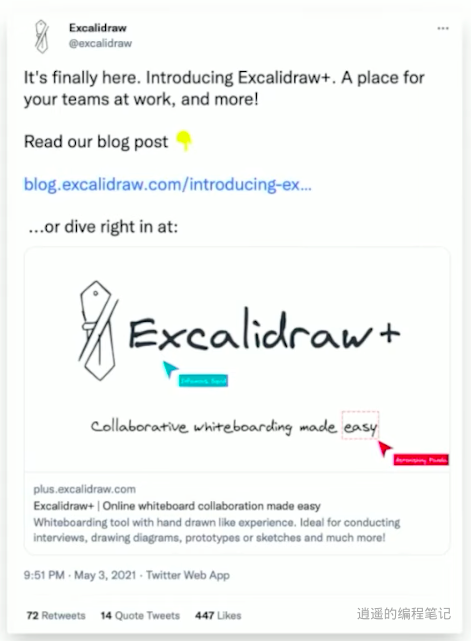 Excalidraw
@excalidraw
It's finally here. Introducing Excalidraw+. A place for
your teams at work, and more!
Read our blog post 👇
blog.excalidraw.com/introducing-ex...
...or dive right in at:
Excalidraw+
Collaborative whiteboarding made easy
plus.excalidraw.com
Excalidraw+ | Online whiteboard collaboration made easy
Whiteboarding tool with hand drawn like experience. Ideal for conducting
interviews, drawing diagrams, prototypes or sketches and much more!
9:51 PM · May 3, 2021 · Twitter Web App
72 Retweets 14 Quote Tweets 447 Likes
逍遥的编程笔记